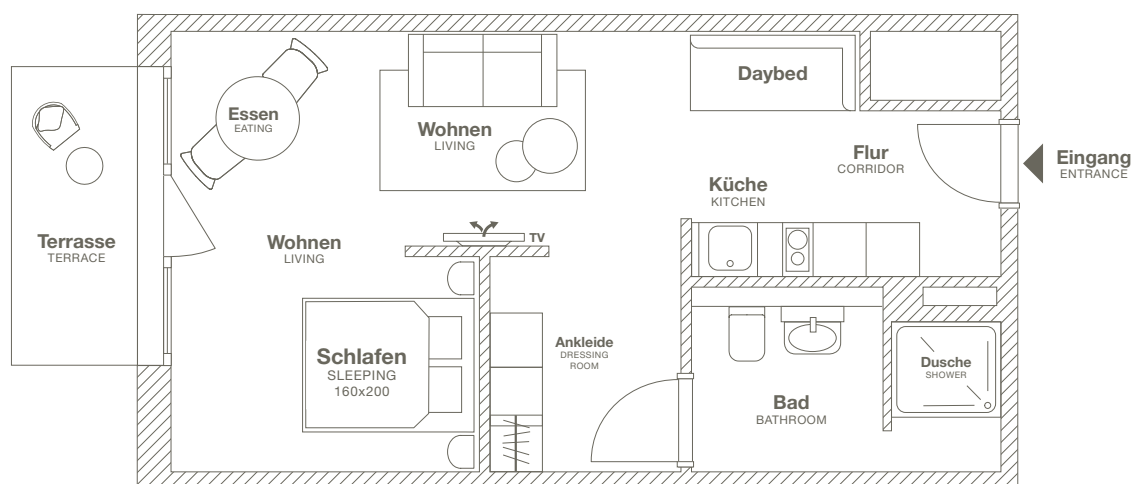 Daybed
Essen
EATING
Wohnen
LIVING
Flur
CORRIDOR
Eingang
ENTRANCE
Küche
KITCHEN
Terrasse
TERRACE
Wohnen
LIVING
TV
Schlafen
SLEEPING
160x200
Ankleide
DRESSING
ROOM
Dusche
SHOWER
Bad
BATHROOM